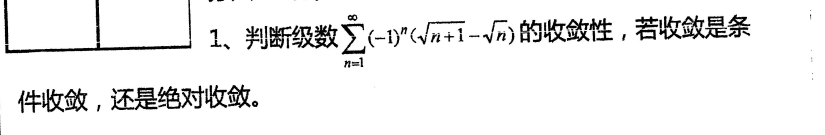 1、判断级数$\sum_{n=1}^{\infty}(-1)^n(\sqrt{n+1}-\sqrt{n})$的收敛性，若收敛是条
件收敛，还是绝对收敛。